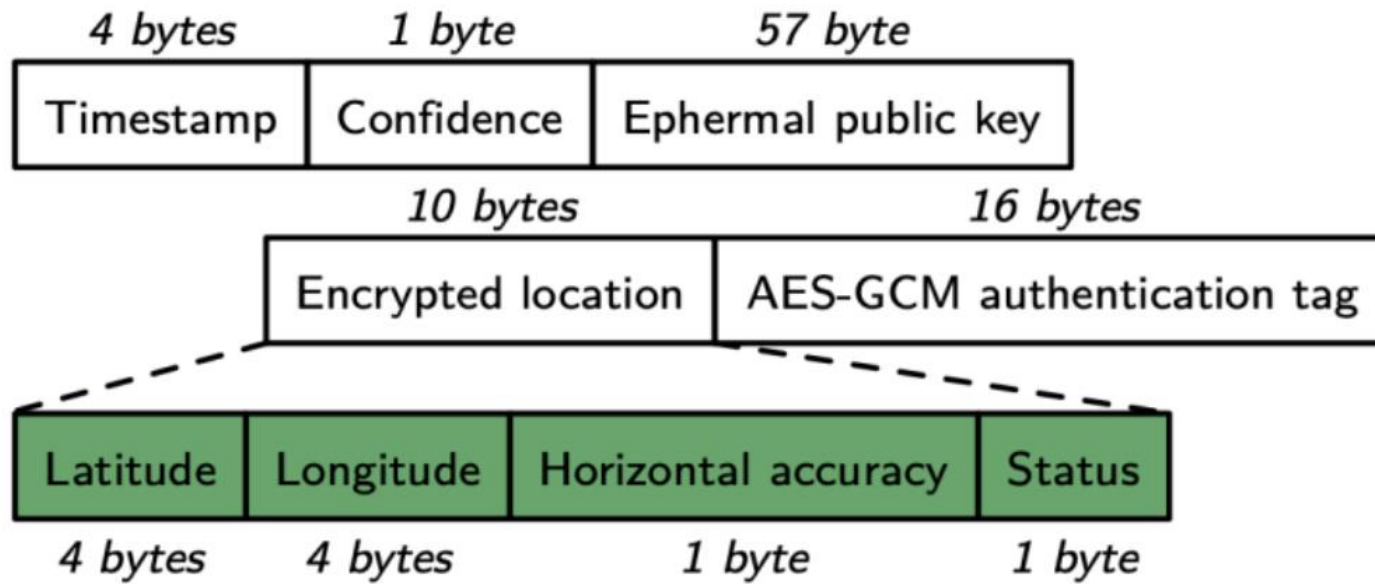 4 bytes 1 byte 57 byte
Timestamp Confidence Ephermal public key
10 bytes 16 bytes
Encrypted location AES-GCM authentication tag
Latitude Longitude Horizontal accuracy Status
4 bytes 4 bytes 1 byte 1 byte